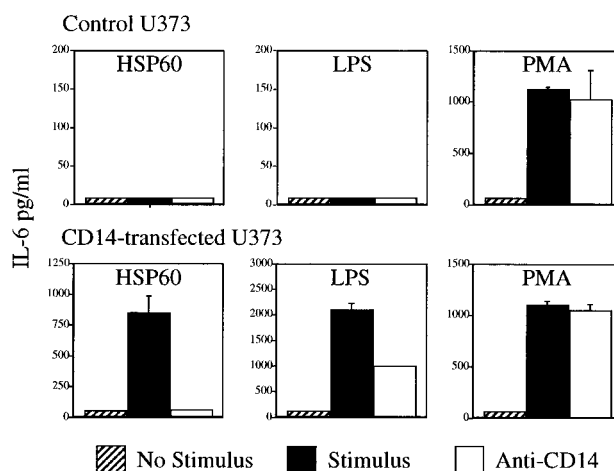 Control U373
HSP60
200
150
100
50
0
LPS
200
150
100
50
0
PMA
1500
1000
500
0
IL-6 pg/ml
CD14-transfected U373
HSP60
1250
1000
750
500
250
0
LPS
3000
2500
2000
1500
1000
500
0
PMA
1500
1000
500
0
No Stimulus
Stimulus
Anti-CD14